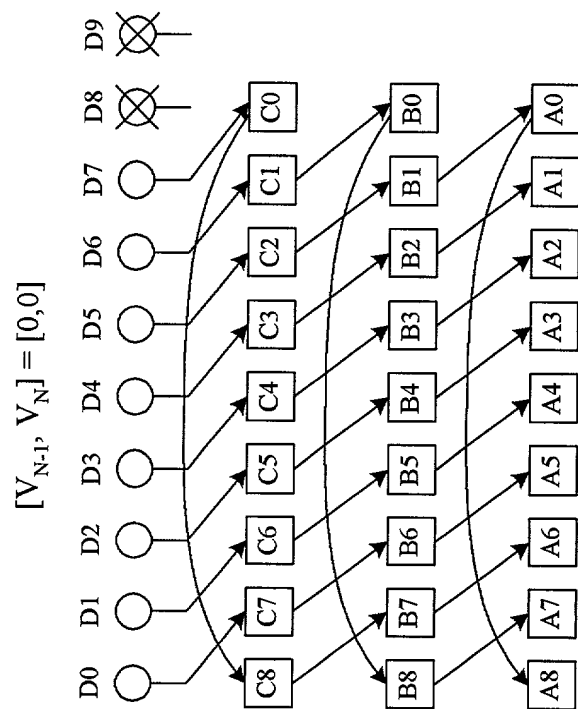 [V_{N-1}, V_N] = [0,0]
D0 D1 D2 D3 D4 D5 D6 D7 D8 D9
C8 C7 C6 C5 C4 C3 C2 C1 C0
B8 B7 B6 B5 B4 B3 B2 B1 B0
A8 A7 A6 A5 A4 A3 A2 A1 A0